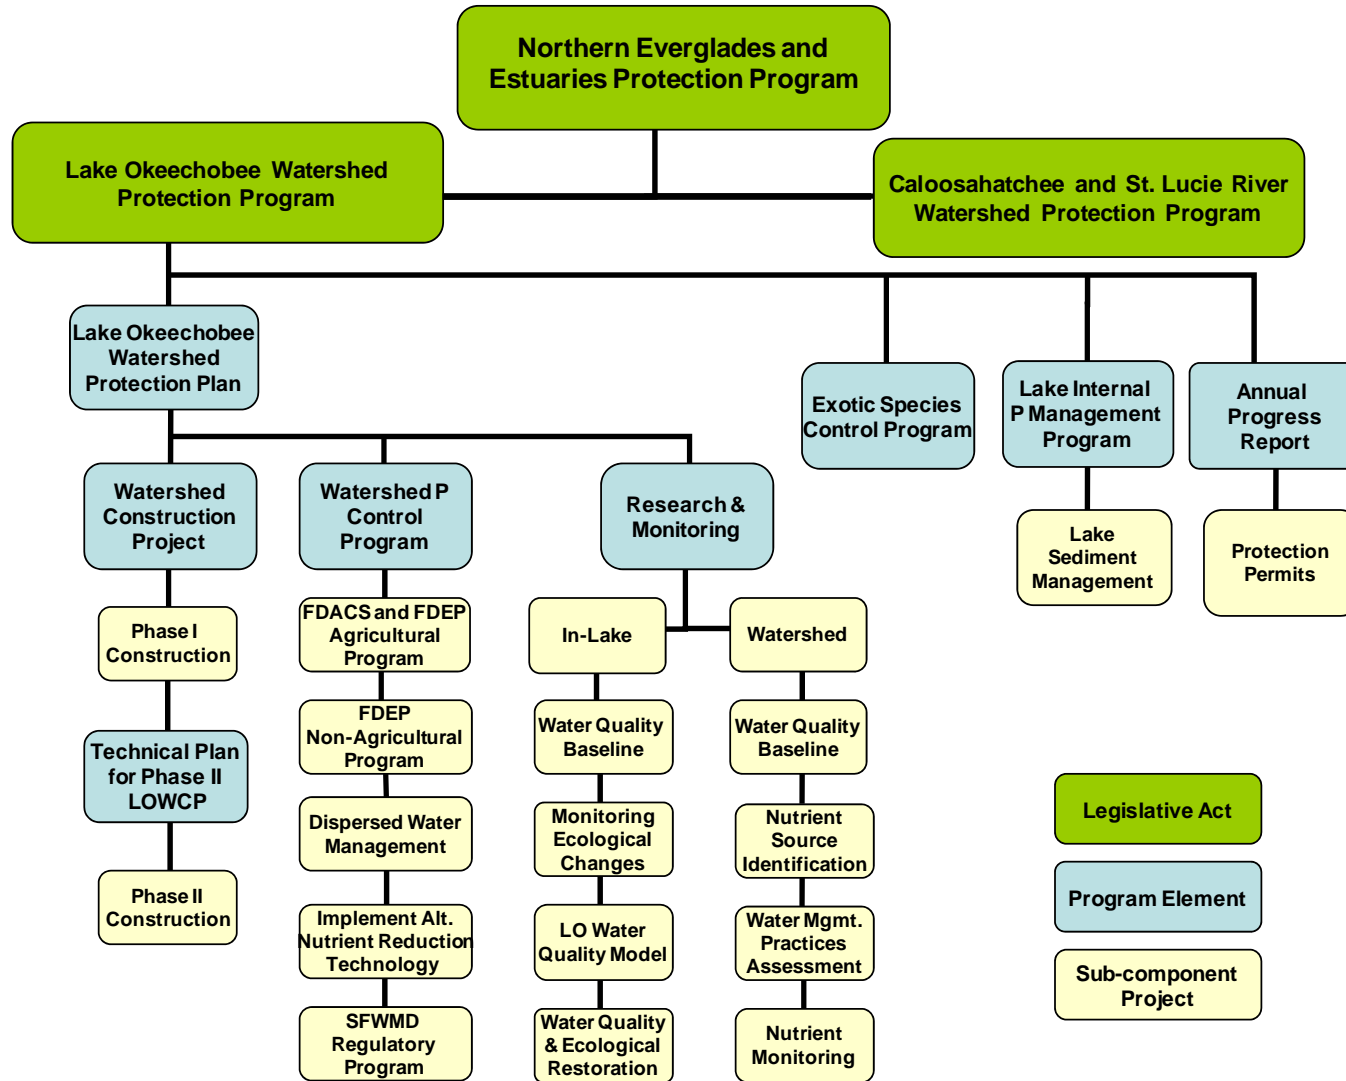 Northern Everglades and
Estuaries Protection Program
Lake Okeechobee Watershed
Protection Program
Caloosahatchee and St. Lucie River
Watershed Protection Program
Lake Okeechobee
Watershed
Protection Plan
Exotic Species
Control Program
Lake Internal
P Management
Program
Annual
Progress
Report
Watershed
Construction
Project
Watershed P
Control
Program
Research &
Monitoring
Lake
Sediment
Management
Protection
Permits
Phase I
Construction
Technical Plan
for Phase II
LOWCP
Phase II
Construction
FDACS and FDEP
Agricultural
Program
FDEP
Non-Agricultural
Program
Dispersed Water
Management
Implement Alt.
Nutrient Reduction
Technology
SFWMD
Regulatory
Program
In-Lake
Water Quality
Baseline
Monitoring
Ecological
Changes
LO Water
Quality Model
Water Quality
& Ecological
Restoration
Watershed
Water Quality
Baseline
Nutrient
Source
Identification
Water Mgmt.
Practices
Assessment
Nutrient
Monitoring
Legislative Act
Program Element
Sub-component
Project